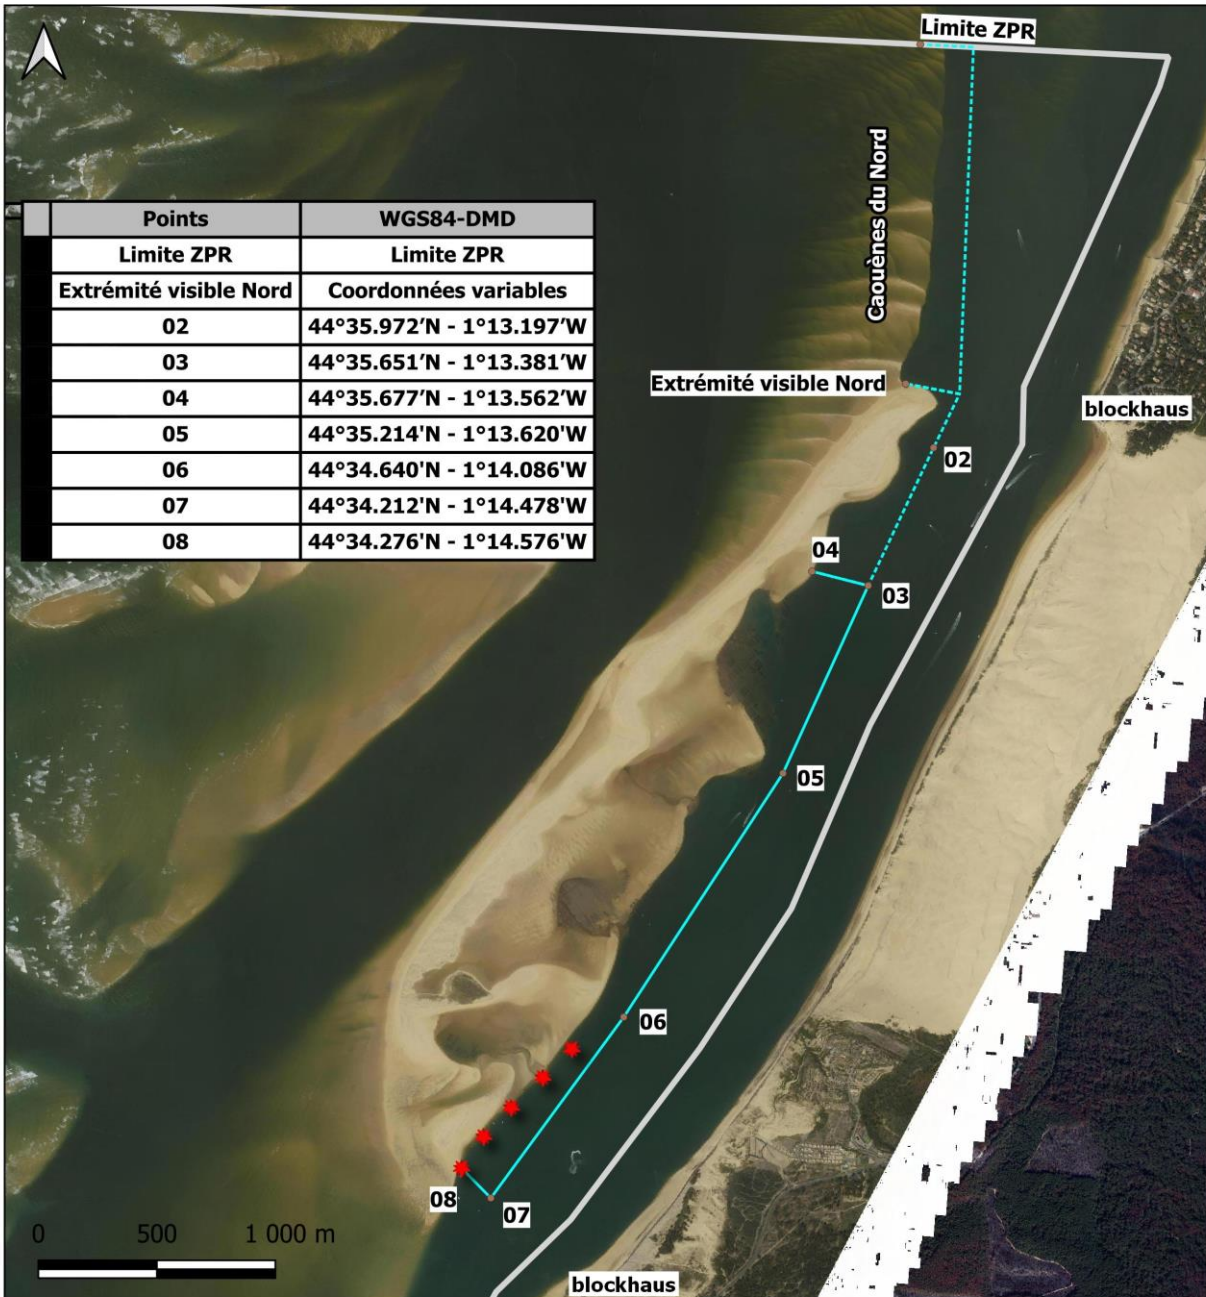 Limite ZPR
Caouènes du Nord
Points WGS84-DMD
Limite ZPR Limite ZPR
Extrémité visible Nord Coordonnées variables
02 44°35.972’N - 1°13.197’W
03 44°35.651’N - 1°13.381’W
04 44°35.677’N - 1°13.562’W
05 44°35.214'N - 1°13.620'W
06 44°34.640'N - 1°14.086'W
07 44°34.212'N - 1°14.478'W
08 44°34.276'N - 1°14.576'W
Extrémité visible Nord
blockhaus
02
04
03
05
06
08
07
0 500 1 000 m
blockhaus